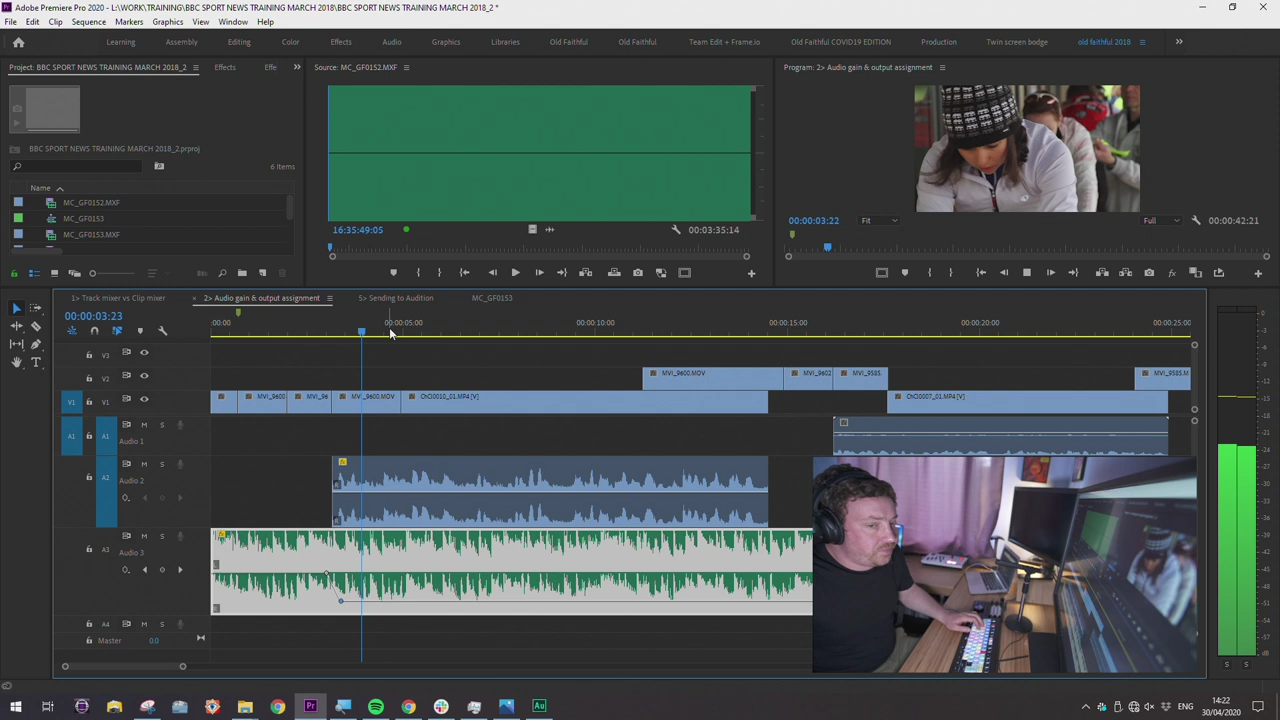 Adobe Premiere Pro 2020 - L:\WORK\TRAINING\BBC SPORT NEWS TRAINING MARCH 2018\BBC SPORT NEWS TRAINING MARCH 2018_2 *
File Edit Clip Sequence Markers Graphics View Window Help
Learning Assembly Editing Color Effects Audio Graphics Libraries Old Faithful Old Faithful Team Edit + Frame.io Old Faithful COVID19 EDITION Production Twin screen bodge old faithful 2018
Project: BBC SPORT NEWS TRAINING MARCH 2018_2 Effects Effe
Source: MC_GF0152.MXF
Program: 2> Audio gain & output assignment
BBC SPORT NEWS TRAINING MARCH 2018_2.prproj
6 Items
Name
MC_GF0152.MXF
MC_GF0153
MC_GF0153.MXF
16:35:49:05 00:03:35:14
00:00:03:22 Fit Full 00:00:42:21
1> Track mixer vs Clip mixer × 2> Audio gain & output assignment 5> Sending to Audition MC_GF0153
00:00:03:23
:00:00 00:00:05:00 00:00:10:00 00:00:15:00 00:00:20:00 00:00:25:00
V3
V2 MVI_9600.MOV MVI_9602 MVI_9585. MVI_9585.M
V1 V1 MVI_9600 MVI_96 MVI_9600.MOV ChCl0010_01.MP4 [V] ChCl0007_01.MP4 [V]
A1 A1 M S
Audio 1
A2 M S
Audio 2
A3 M S
Audio 3
A4 M S
Master 0.0
S S
14:22
30/04/2020